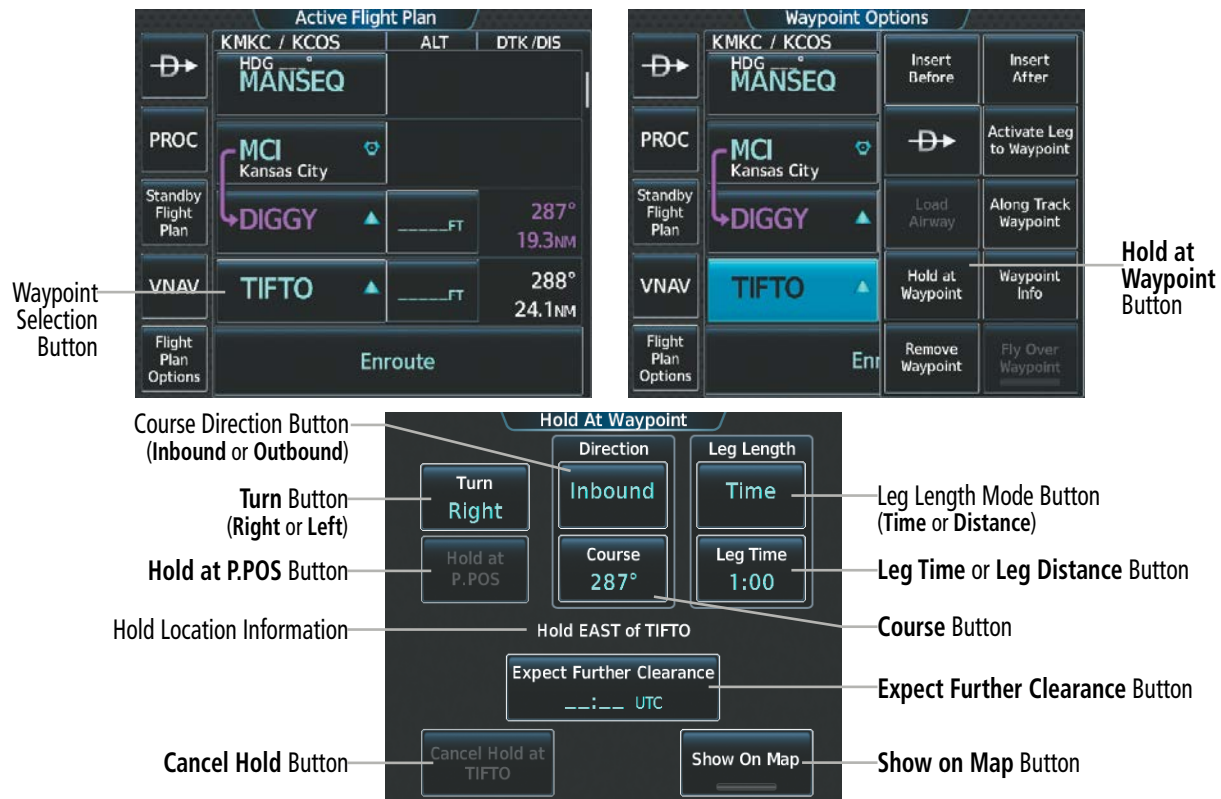 Active Flight Plan
KMKC / KCOS
ALT
DTK/DIS
HDG ___°
MANSEQ
PROC
MCI
Kansas City
Standby
Flight
Plan
DIGGY
_____FT
287°
19.3NM
VNAV
TIFTO
_____FT
288°
24.1NM
Flight
Plan
Options
Enroute
Waypoint
Selection
Button
Waypoint Options
KMKC / KCOS
HDG ___°
MANSEQ
Insert
Before
Insert
After
PROC
MCI
Kansas City
Activate Leg
to Waypoint
Standby
Flight
Plan
DIGGY
Load
Airway
Along Track
Waypoint
VNAV
TIFTO
Hold at
Waypoint
Waypoint
Info
Flight
Plan
Options
Enr
Remove
Waypoint
Fly Over
Waypoint
Hold at
Waypoint
Button
Hold At Waypoint
Course Direction Button
(Inbound or Outbound)
Turn Button
(Right or Left)
Hold at P.POS Button
Hold Location Information
Cancel Hold Button
Turn
Right
Direction
Inbound
Leg Length
Time
Hold at
P.POS
Course
287°
Leg Time
1:00
Hold EAST of TIFTO
Expect Further Clearance
__:__ UTC
Cancel Hold at
TIFTO
Show On Map
Leg Length Mode Button
(Time or Distance)
Leg Time or Leg Distance Button
Course Button
Expect Further Clearance Button
Show on Map Button